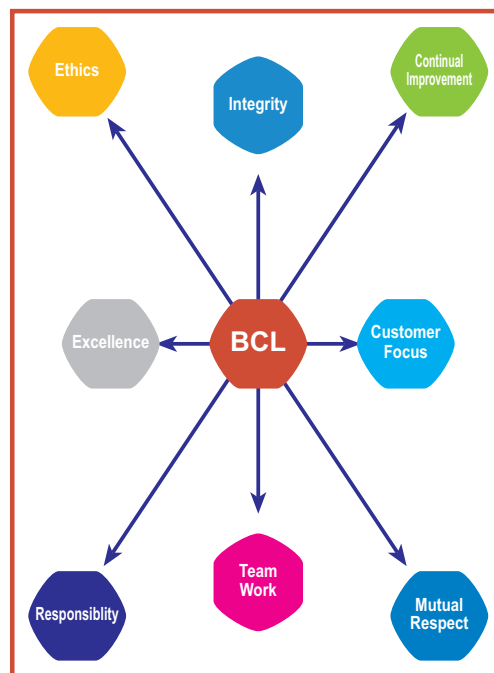 Ethics
Integrity
Continual
Improvement
Excellence
BCL
Customer
Focus
Responsiblity
Team
Work
Mutual
Respect